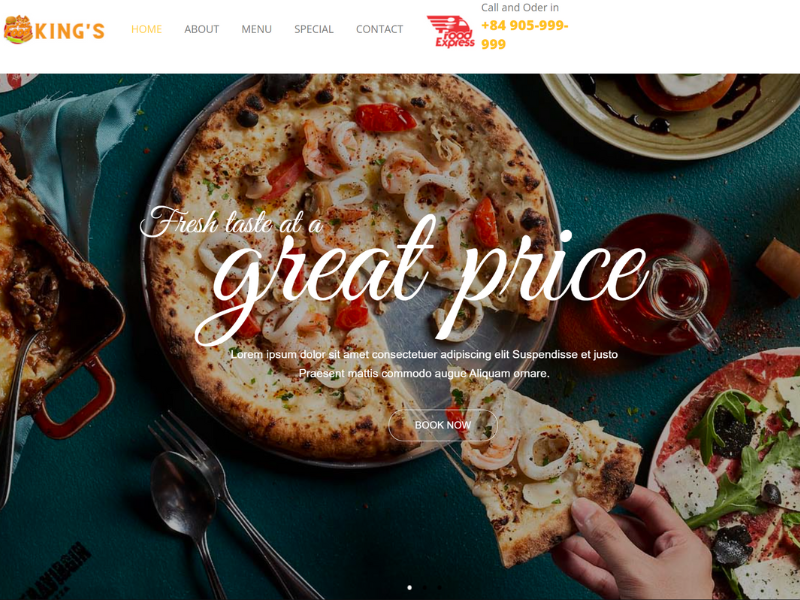 KING'S
HOME
ABOUT
MENU
SPECIAL
CONTACT
FOOD
Express
Call and Oder in
+84 905-999-
999
Fresh taste at a
great price
Lorem ipsum dolor sit amet consectetuer adipiscing elit Suspendisse et justo
Praesent mattis commodo augue Aliquam ornare.
BOOK NOW